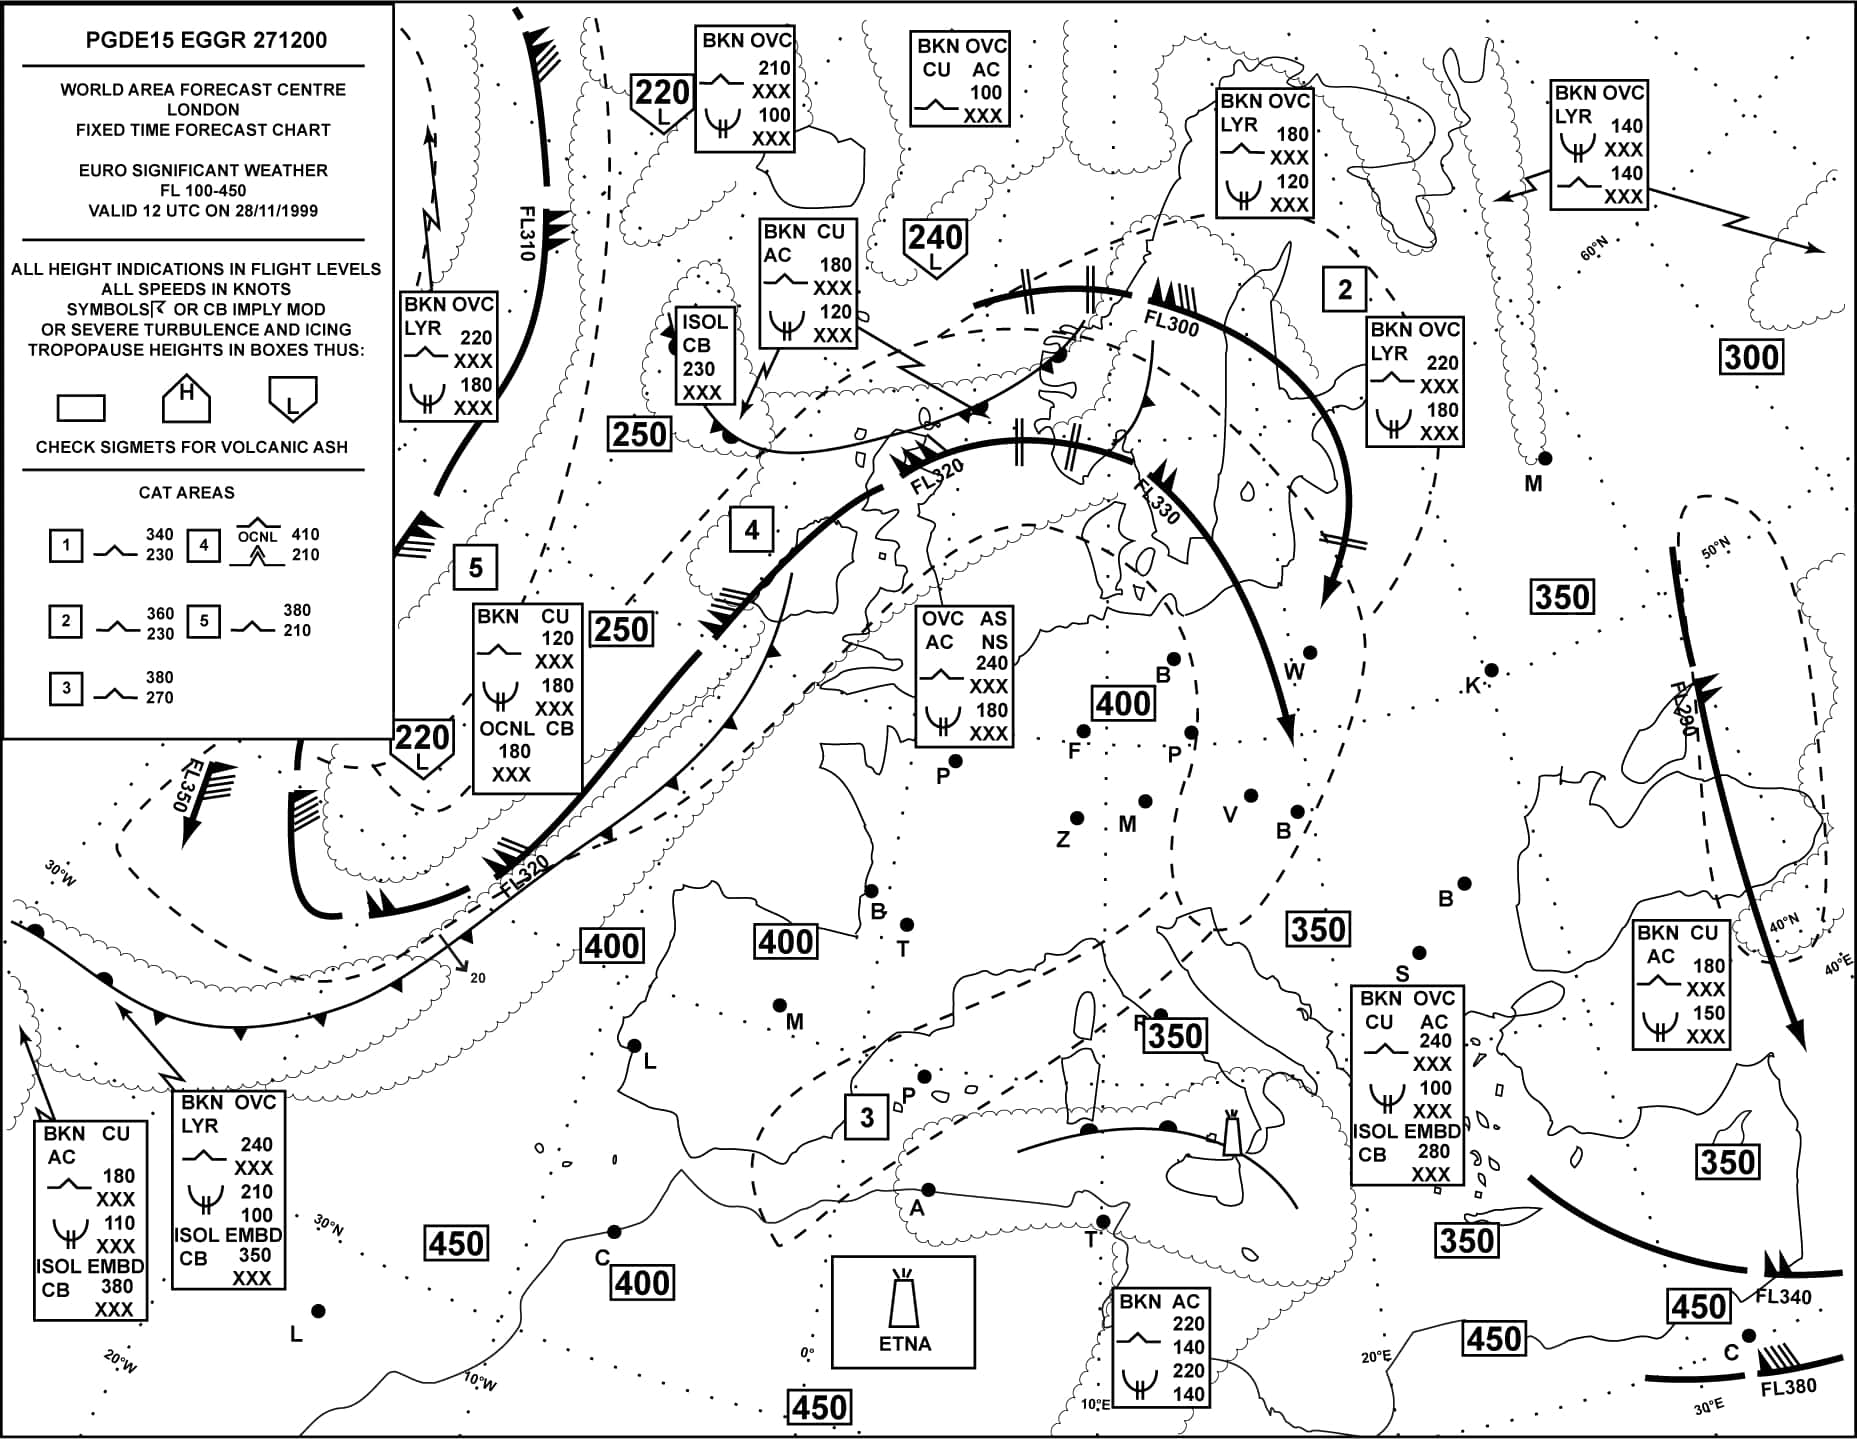 PGDE15 EGGR 271200
WORLD AREA FORECAST CENTRE
LONDON
FIXED TIME FORECAST CHART
EURO SIGNIFICANT WEATHER
FL 100-450
VALID 12 UTC ON 28/11/1999
ALL HEIGHT INDICATIONS IN FLIGHT LEVELS
ALL SPEEDS IN KNOTS
SYMBOLS OR CB IMPLY MOD
OR SEVERE TURBULENCE AND ICING
TROPOPAUSE HEIGHTS IN BOXES THUS:
H
L
CHECK SIGMETS FOR VOLCANIC ASH
CAT AREAS
1 340
230
4 OCNL 410
210
2 360
230
5 380
210
3 380
270
FL310
220
L
BKN OVC
210
XXX
100
XXX
BKN OVC
CU AC
100
XXX
BKN OVC
LYR
180
XXX
120
XXX
BKN OVC
LYR
140
XXX
140
XXX
60°N
240
L
BKN CU
AC
180
XXX
120
XXX
ISOL
CB
230
XXX
BKN OVC
LYR
220
XXX
180
XXX
2
FL300
BKN OVC
LYR
220
XXX
180
XXX
300
250
FL320
FL330
M
4
5
50°N
350
BKN CU
120
XXX
180
XXX
OCNL CB
180
XXX
250
OVC AS
AC NS
240
XXX
180
XXX
B
W
K
400
FL290
220
L
F
P
P
FL350
Z
M
V
B
FL320
30°W
B
T
B
400
400
350
40°N
40°E
S
20
BKN CU
AC
180
XXX
150
XXX
M
L
R
350
BKN OVC
CU AC
240
XXX
100
XXX
ISOL EMBD
CB 280
XXX
P
3
BKN OVC
LYR
240
XXX
210
100
ISOL EMBD
CB 350
XXX
BKN CU
AC
180
XXX
110
XXX
ISOL EMBD
CB 380
XXX
350
A
T
30°N
450
C
400
350
L
ETNA
BKN AC
220
140
220
140
450
FL340
450
C
20°W
10°W
0°
450
10°E
20°E
30°E
FL380